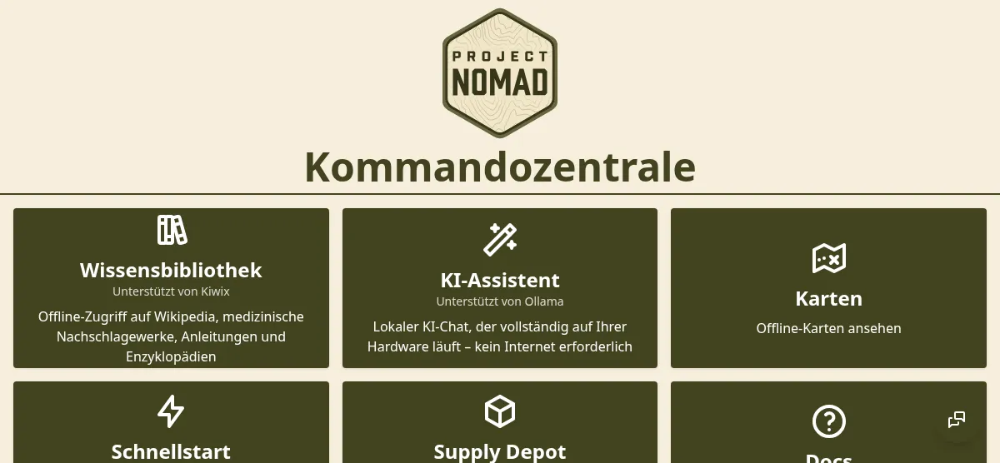 PROJECT
NOMAD
Kommandozentrale
Wissensbibliothek
Unterstützt von Kiwix
Offline-Zugriff auf Wikipedia, medizinische
Nachschlagewerke, Anleitungen und
Enzyklopädien
KI-Assistent
Unterstützt von Ollama
Lokaler KI-Chat, der vollständig auf Ihrer
Hardware läuft – kein Internet erforderlich
Karten
Offline-Karten ansehen
Schnellstart
Supply Depot
Docs